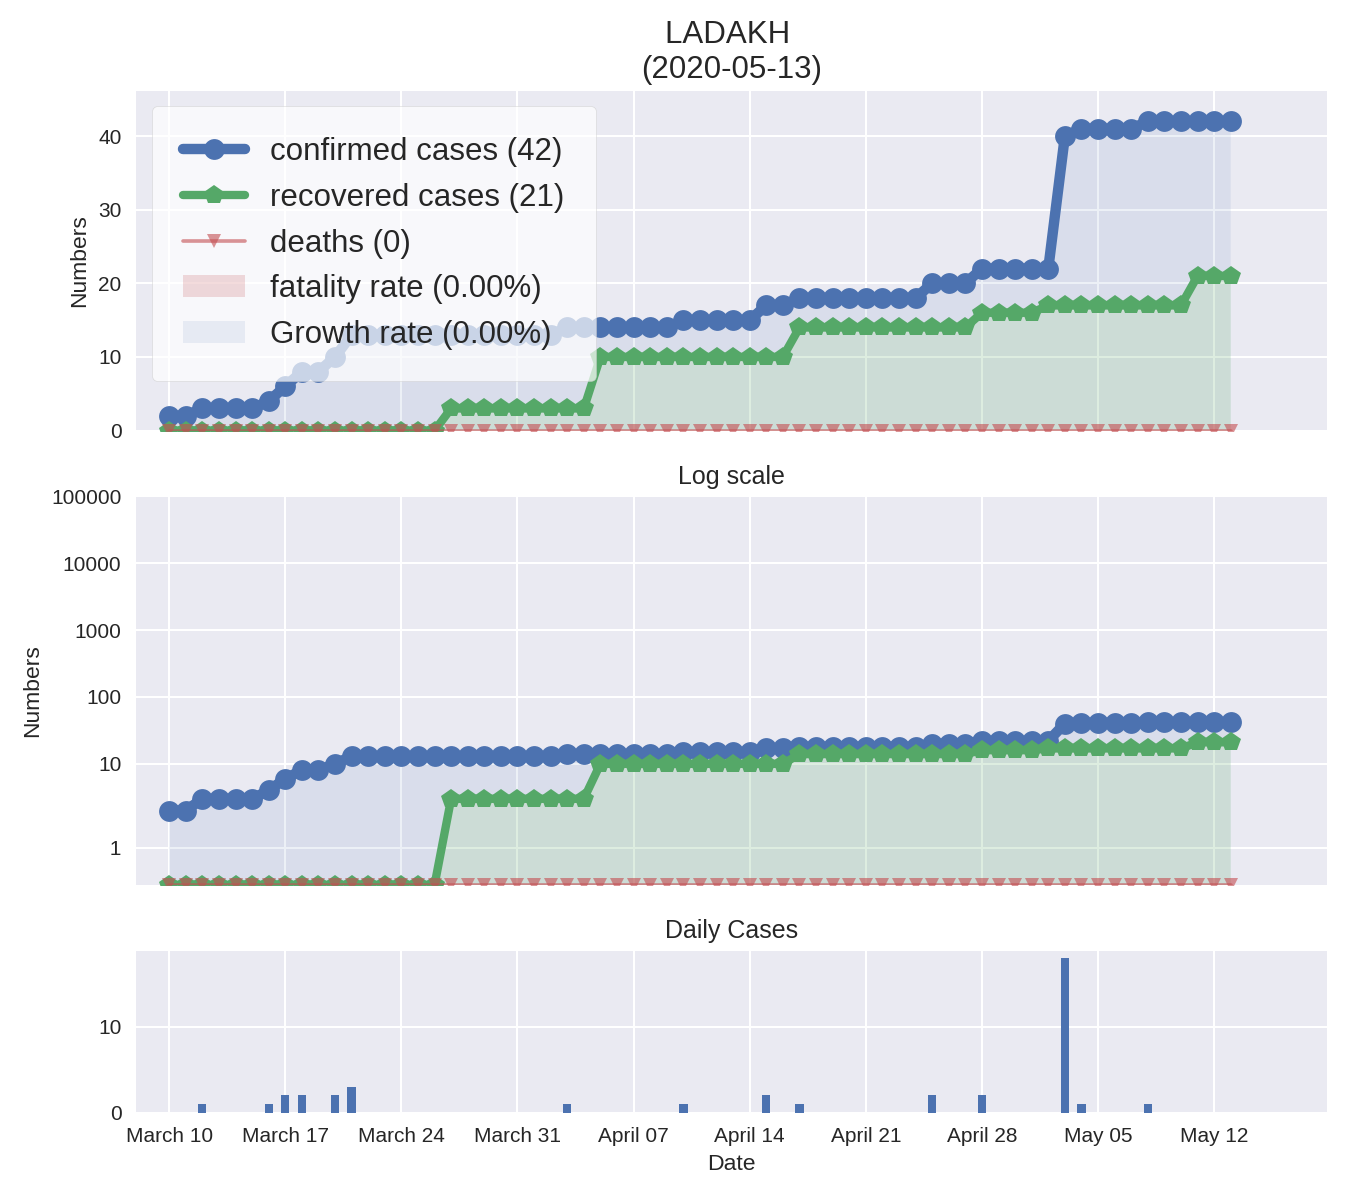 LADAKH
(2020-05-13)
confirmed cases (42)
recovered cases (21)
deaths (0)
fatality rate (0.00%)
Growth rate (0.00%)
Numbers
40
30
20
10
0
Log scale
Numbers
100000
10000
1000
100
10
1
Daily Cases
10
0
March 10 March 17 March 24 March 31 April 07 April 14 April 21 April 28 May 05 May 12
Date